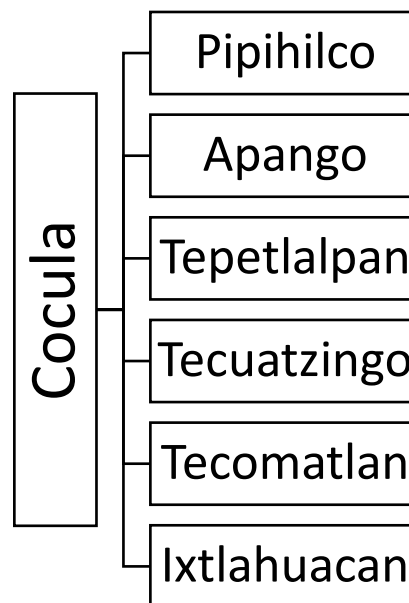 Cocula
Pipihilco
Apango
Tepetlalpan
Tecuatzingo
Tecomatlan
Ixtlahuacan